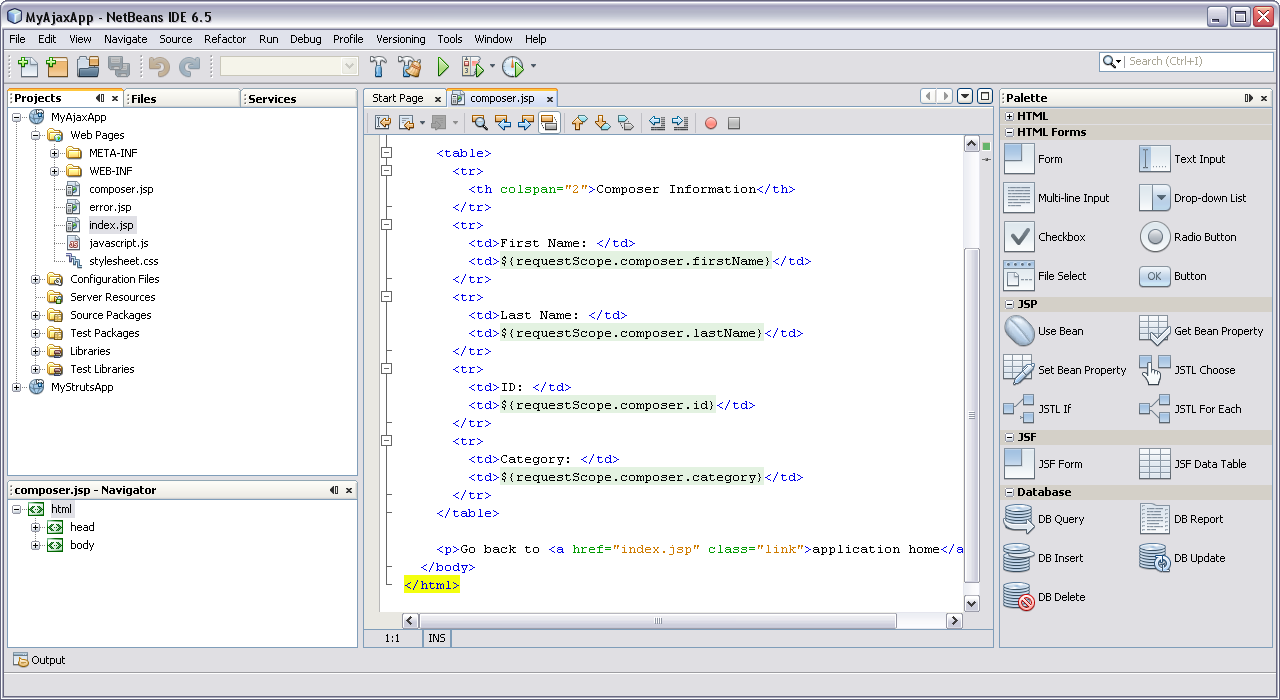 MyAjaxApp - NetBeans IDE 6.5
File Edit View Navigate Source Refactor Run Debug Profile Versioning Tools Window Help
Search (Ctrl+I)
Projects Files Services
MyAjaxApp
Web Pages
META-INF
WEB-INF
composer.jsp
error.jsp
index.jsp
javascript.js
stylesheet.css
Configuration Files
Server Resources
Source Packages
Test Packages
Libraries
Test Libraries
MyStrutsApp
composer.jsp - Navigator
html
head
body
Start Page composer.jsp
<table>
<tr>
<th colspan="2">Composer Information</th>
</tr>
<tr>
<td>First Name: </td>
<td>${requestScope.composer.firstName}</td>
</tr>
<tr>
<td>Last Name: </td>
<td>${requestScope.composer.lastName}</td>
</tr>
<tr>
<td>ID: </td>
<td>${requestScope.composer.id}</td>
</tr>
<tr>
<td>Category: </td>
<td>${requestScope.composer.category}</td>
</tr>
</table>
<p>Go back to <a href="index.jsp" class="link">application home</a
</body>
</html>
1:1 INS
Palette
HTML
HTML Forms
Form Text Input
Multi-line Input Drop-down List
Checkbox Radio Button
File Select OK Button
JSP
Use Bean Get Bean Property
Set Bean Property JSTL Choose
JSTL If JSTL For Each
JSF
JSF Form JSF Data Table
Database
DB Query DB Report
DB Insert DB Update
DB Delete
Output